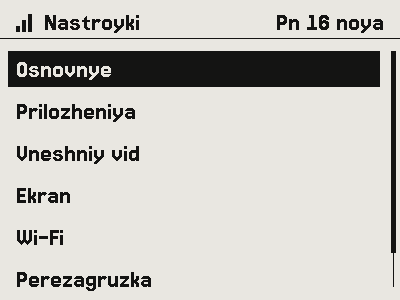 Nastroyki Pn 16 noya
Osnovnye
Prilozheniya
Vneshniy vid
Ekran
Wi-Fi
Perezagruzka